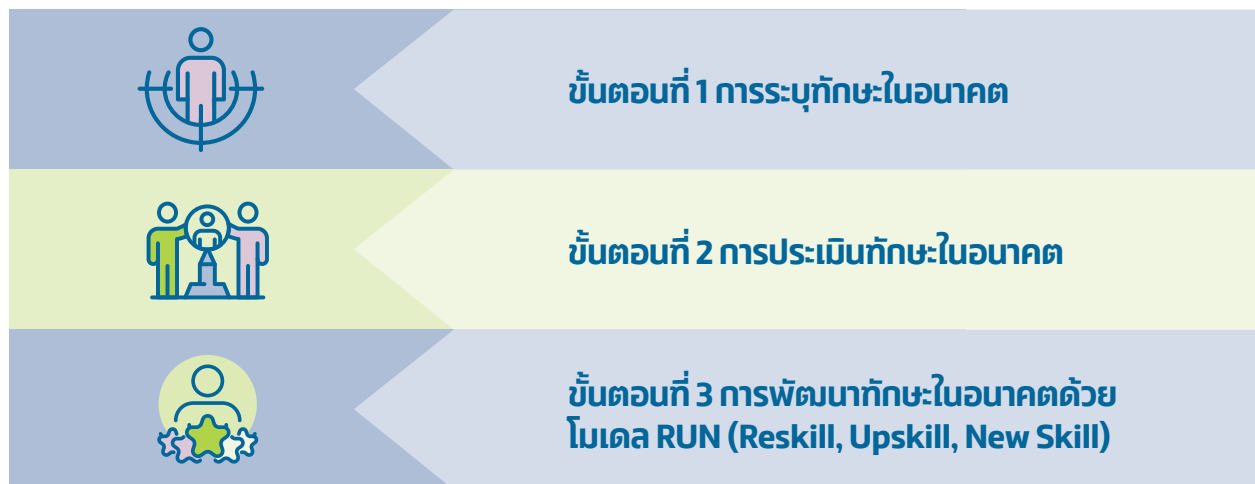 ขั้นตอนที่ 1 การระบุทักษะในอนาคต
ขั้นตอนที่ 2 การประเมินทักษะในอนาคต
ขั้นตอนที่ 3 การพัฒนาทักษะในอนาคตด้วย
โมเดล RUN (Reskill, Upskill, New Skill)